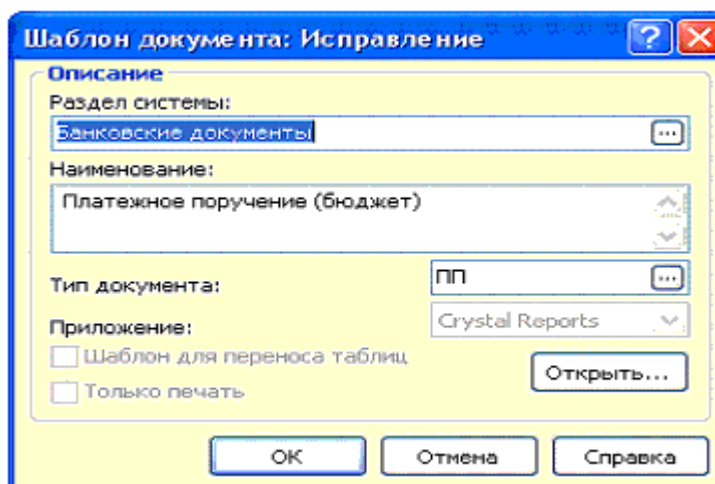 Шаблон документа: Исправление
Описание
Раздел системы:
Банковские документы
Наименование:
Платежное поручение (бюджет)
Тип документа:
ПП
Приложение:
Crystal Reports
Шаблон для переноса таблиц
Открыть...
Только печать
ОК
Отмена
Справка